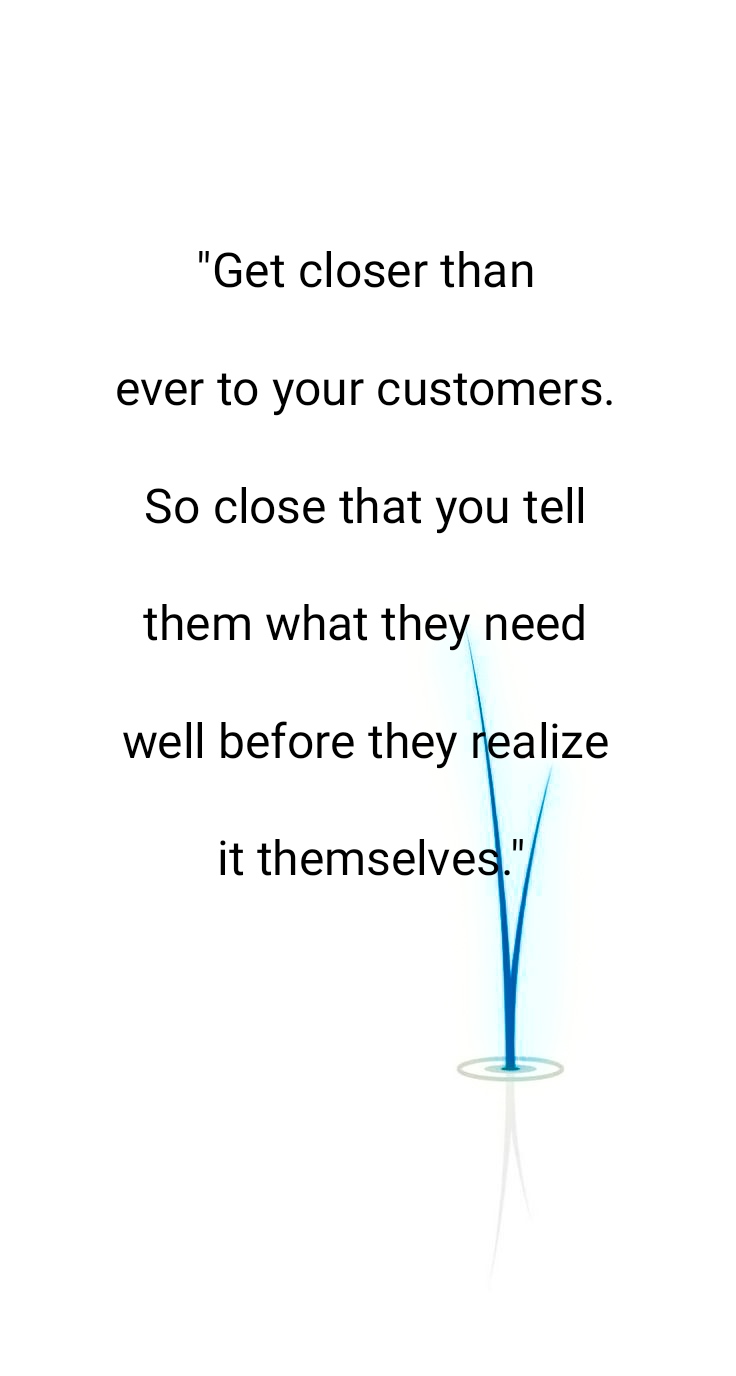 "Get closer than
ever to your customers.
So close that you tell
them what they need
well before they realize
it themselves."